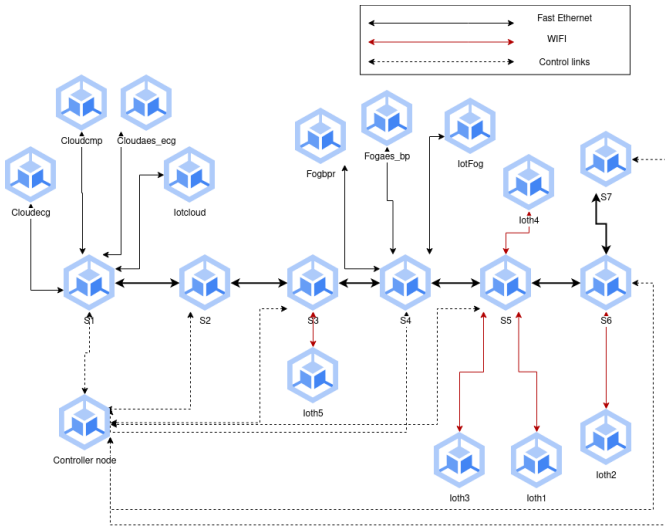 Fast Ethernet
WIFI
Control links
Cloudcmp
Cloudaes_ecg
Cloudecg
Iotcloud
Fogbpr
Fogaes_bp
IotFog
Ioth4
S7
S1
S2
S3
S4
S5
S6
Ioth5
Controller node
Ioth3
Ioth1
Ioth2